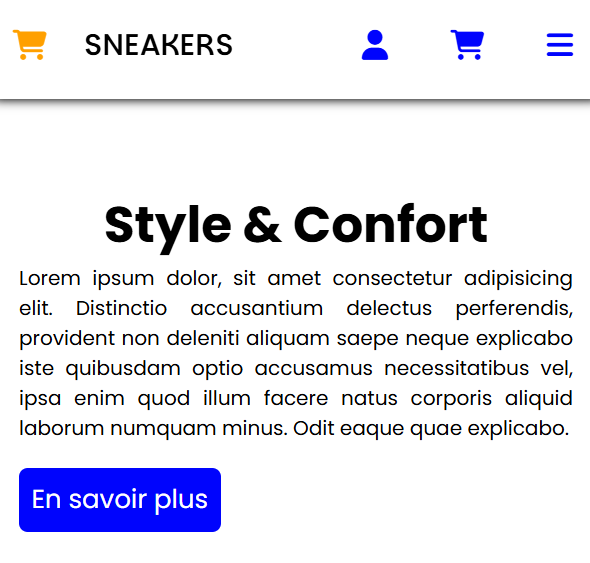 SNEAKERS
Style & Confort
Lorem ipsum dolor, sit amet consectetur adipisicing
elit. Distinctio accusantium delectus perferendis,
provident non deleniti aliquam saepe neque explicabo
iste quibusdam optio accusamus necessitatibus vel,
ipsa enim quod illum facere natus corporis aliquid
laborum numquam minus. Odit eaque quae explicabo.
En savoir plus